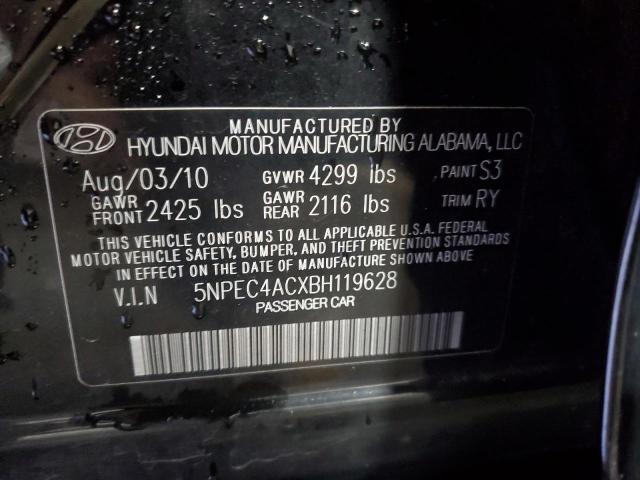 MANUFACTURED BY
HYUNDAI MOTOR MANUFACTURING ALABAMA, LLC
Aug/03/10 GVWR 4299 lbs PAINT S3
GAWR FRONT 2425 lbs GAWR REAR 2116 lbs TRIM RY
THIS VEHICLE CONFORMS TO ALL APPLICABLE U.S.A. FEDERAL
MOTOR VEHICLE SAFETY, BUMPER, AND THEFT PREVENTION STANDARDS
IN EFFECT ON THE DATE OF MANUFACTURE SHOWN ABOVE
V.I.N 5NPEC4ACXBH119628
PASSENGER CAR